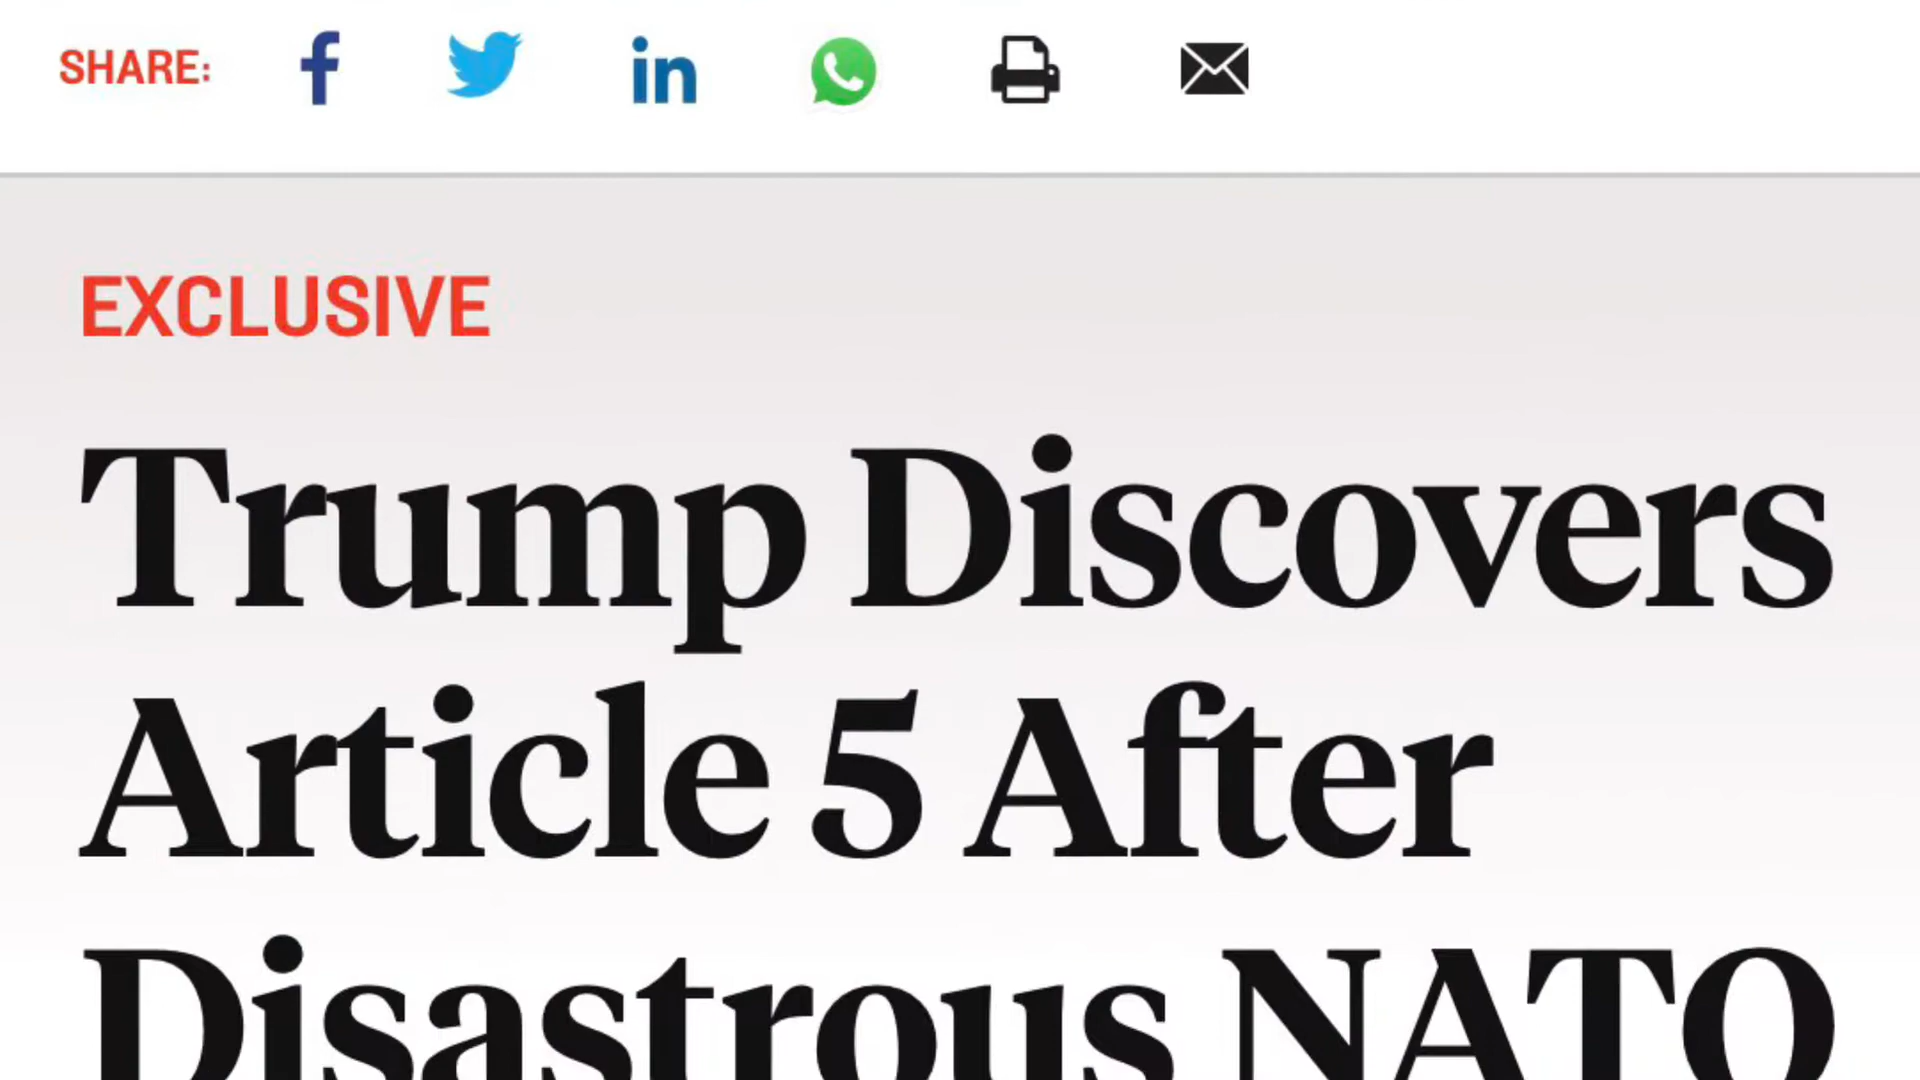 SHARE:
EXCLUSIVE
Trump Discovers
Article 5 After
Disastrous NATO